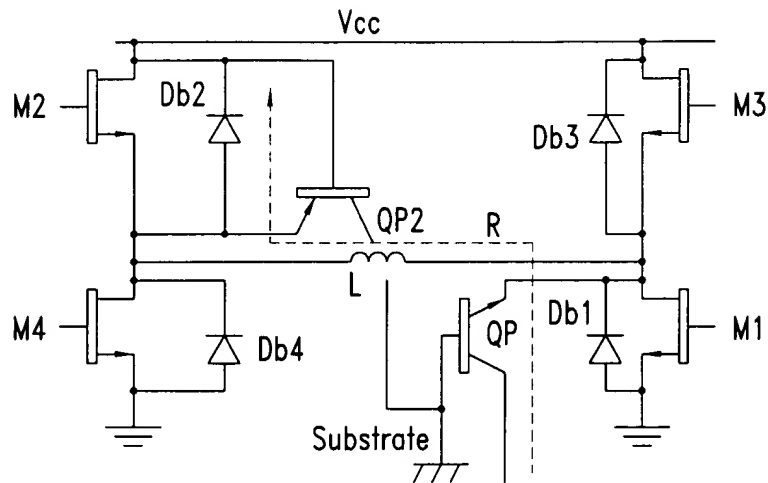 Vcc
M2
Db2
Db3
M3
QP2
R
L
M4
Db4
QP
Db1
M1
Substrate